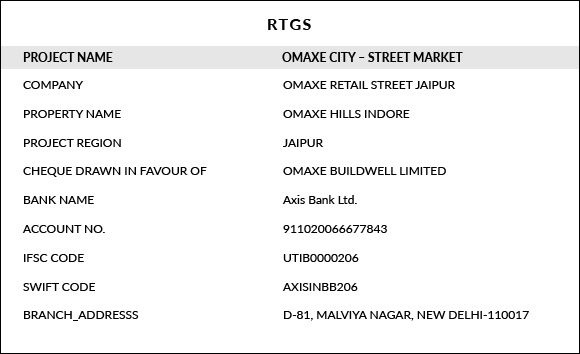 RTGS
PROJECT NAME OMAXE CITY – STREET MARKET
COMPANY OMAXE RETAIL STREET JAIPUR
PROPERTY NAME OMAXE HILLS INDORE
PROJECT REGION JAIPUR
CHEQUE DRAWN IN FAVOUR OF OMAXE BUILDWELL LIMITED
BANK NAME Axis Bank Ltd.
ACCOUNT NO. 911020066677843
IFSC CODE UTIB0000206
SWIFT CODE AXISINBB206
BRANCH_ADDRESSS D-81, MALVIYA NAGAR, NEW DELHI-110017